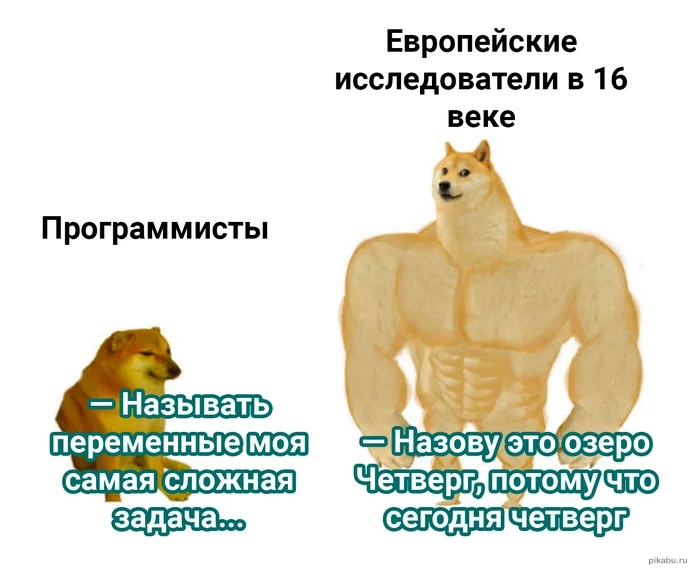 Европейские
исследователи в 16
веке
Программисты
— Называть
переменные моя
самая сложная
задача...
— Назову это озеро
Четверг, потому что
сегодня четверг
pikabu.ru